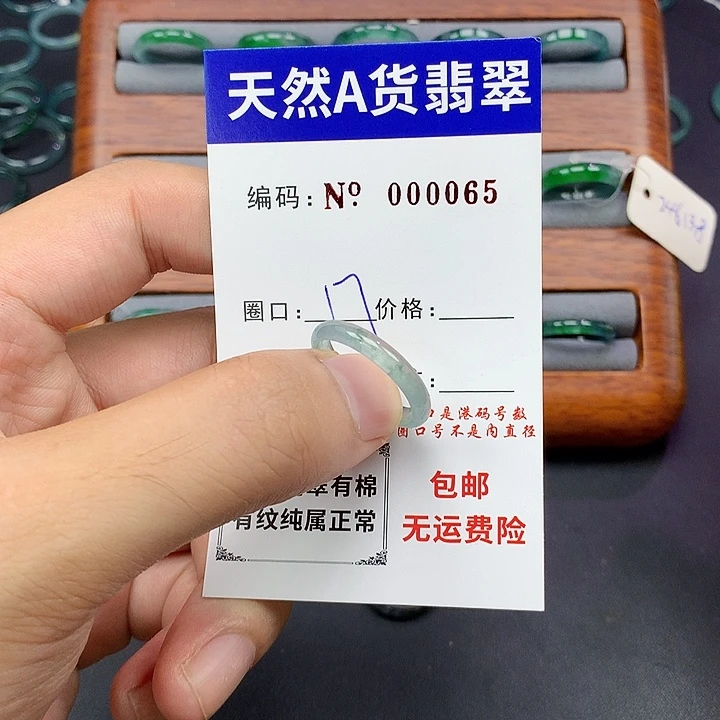 天然A货翡翠
编码: Nº. 000065
圈口: 价格:
是港码号数
圈口号不是内直径
翠有棉
有纹纯属正常
包邮
无运费险